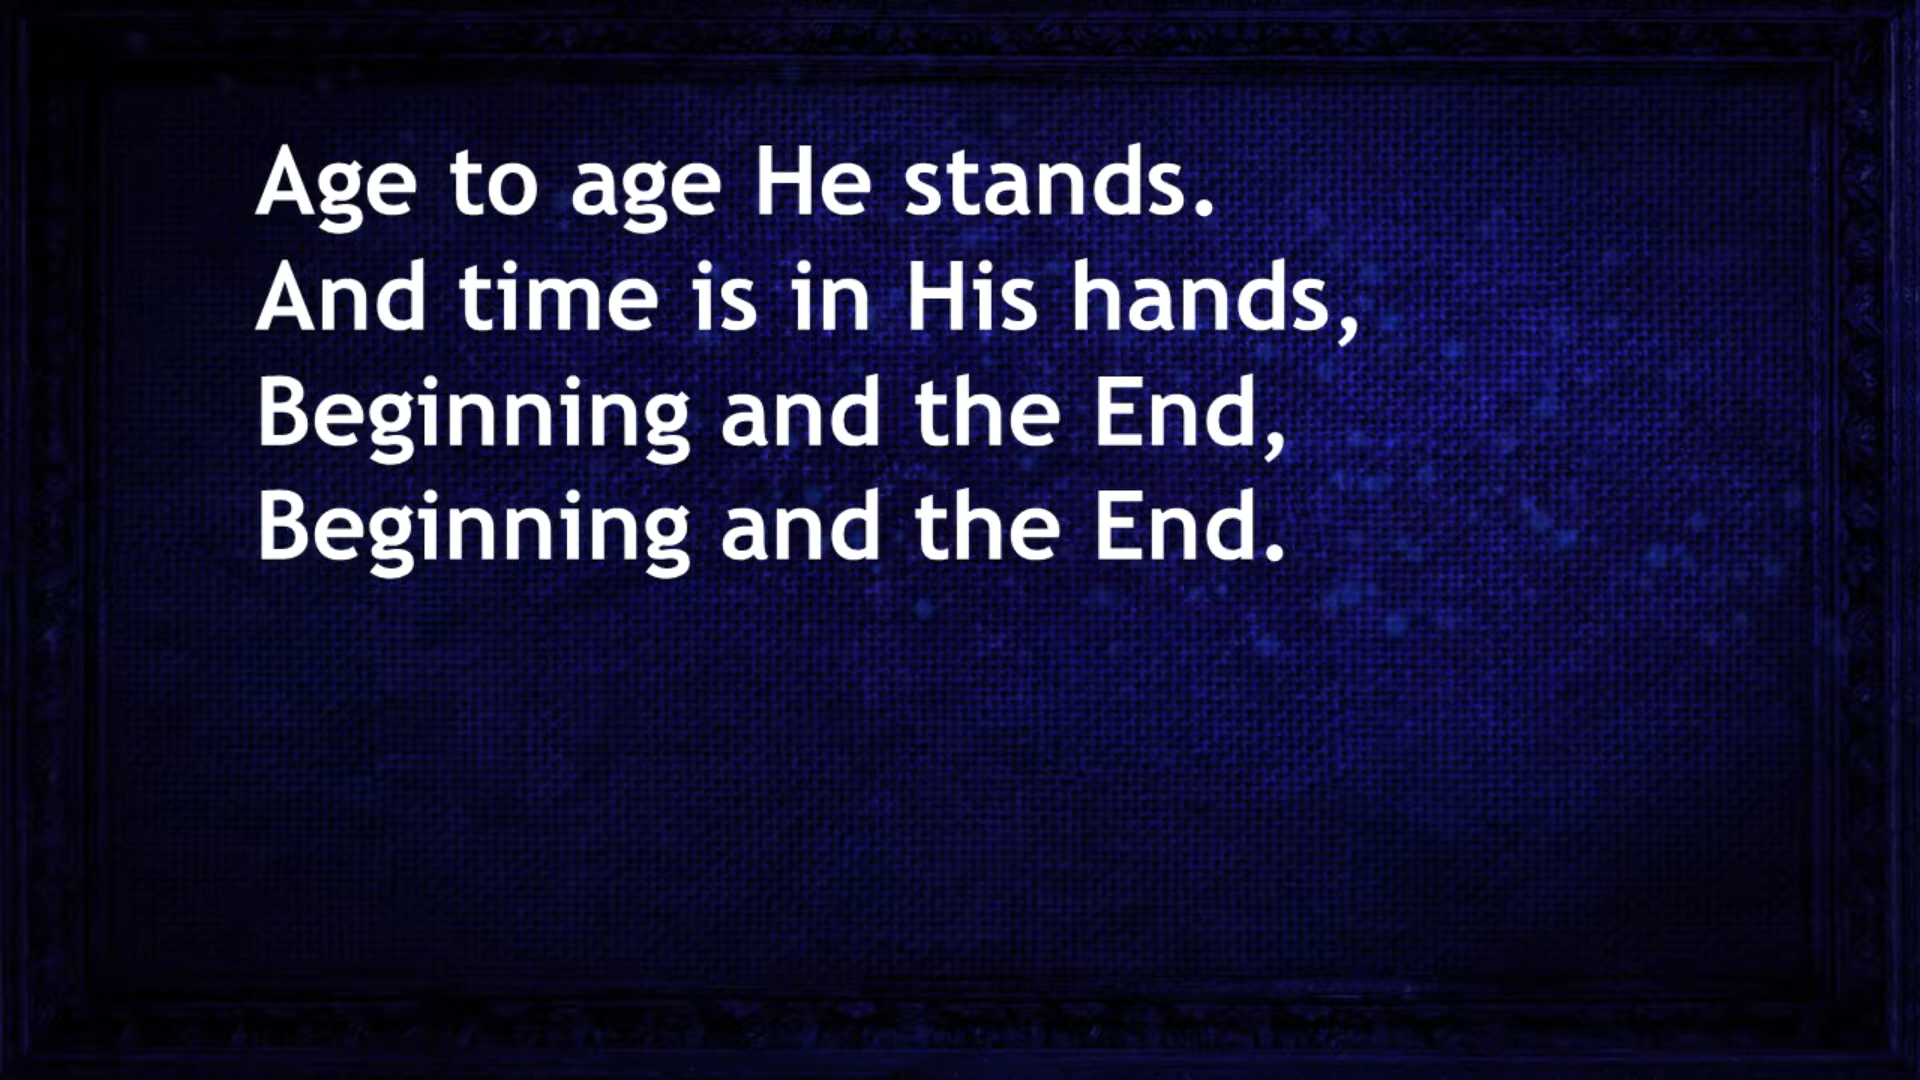 Age to age He stands.
And time is in His hands,
Beginning and the End,
Beginning and the End.